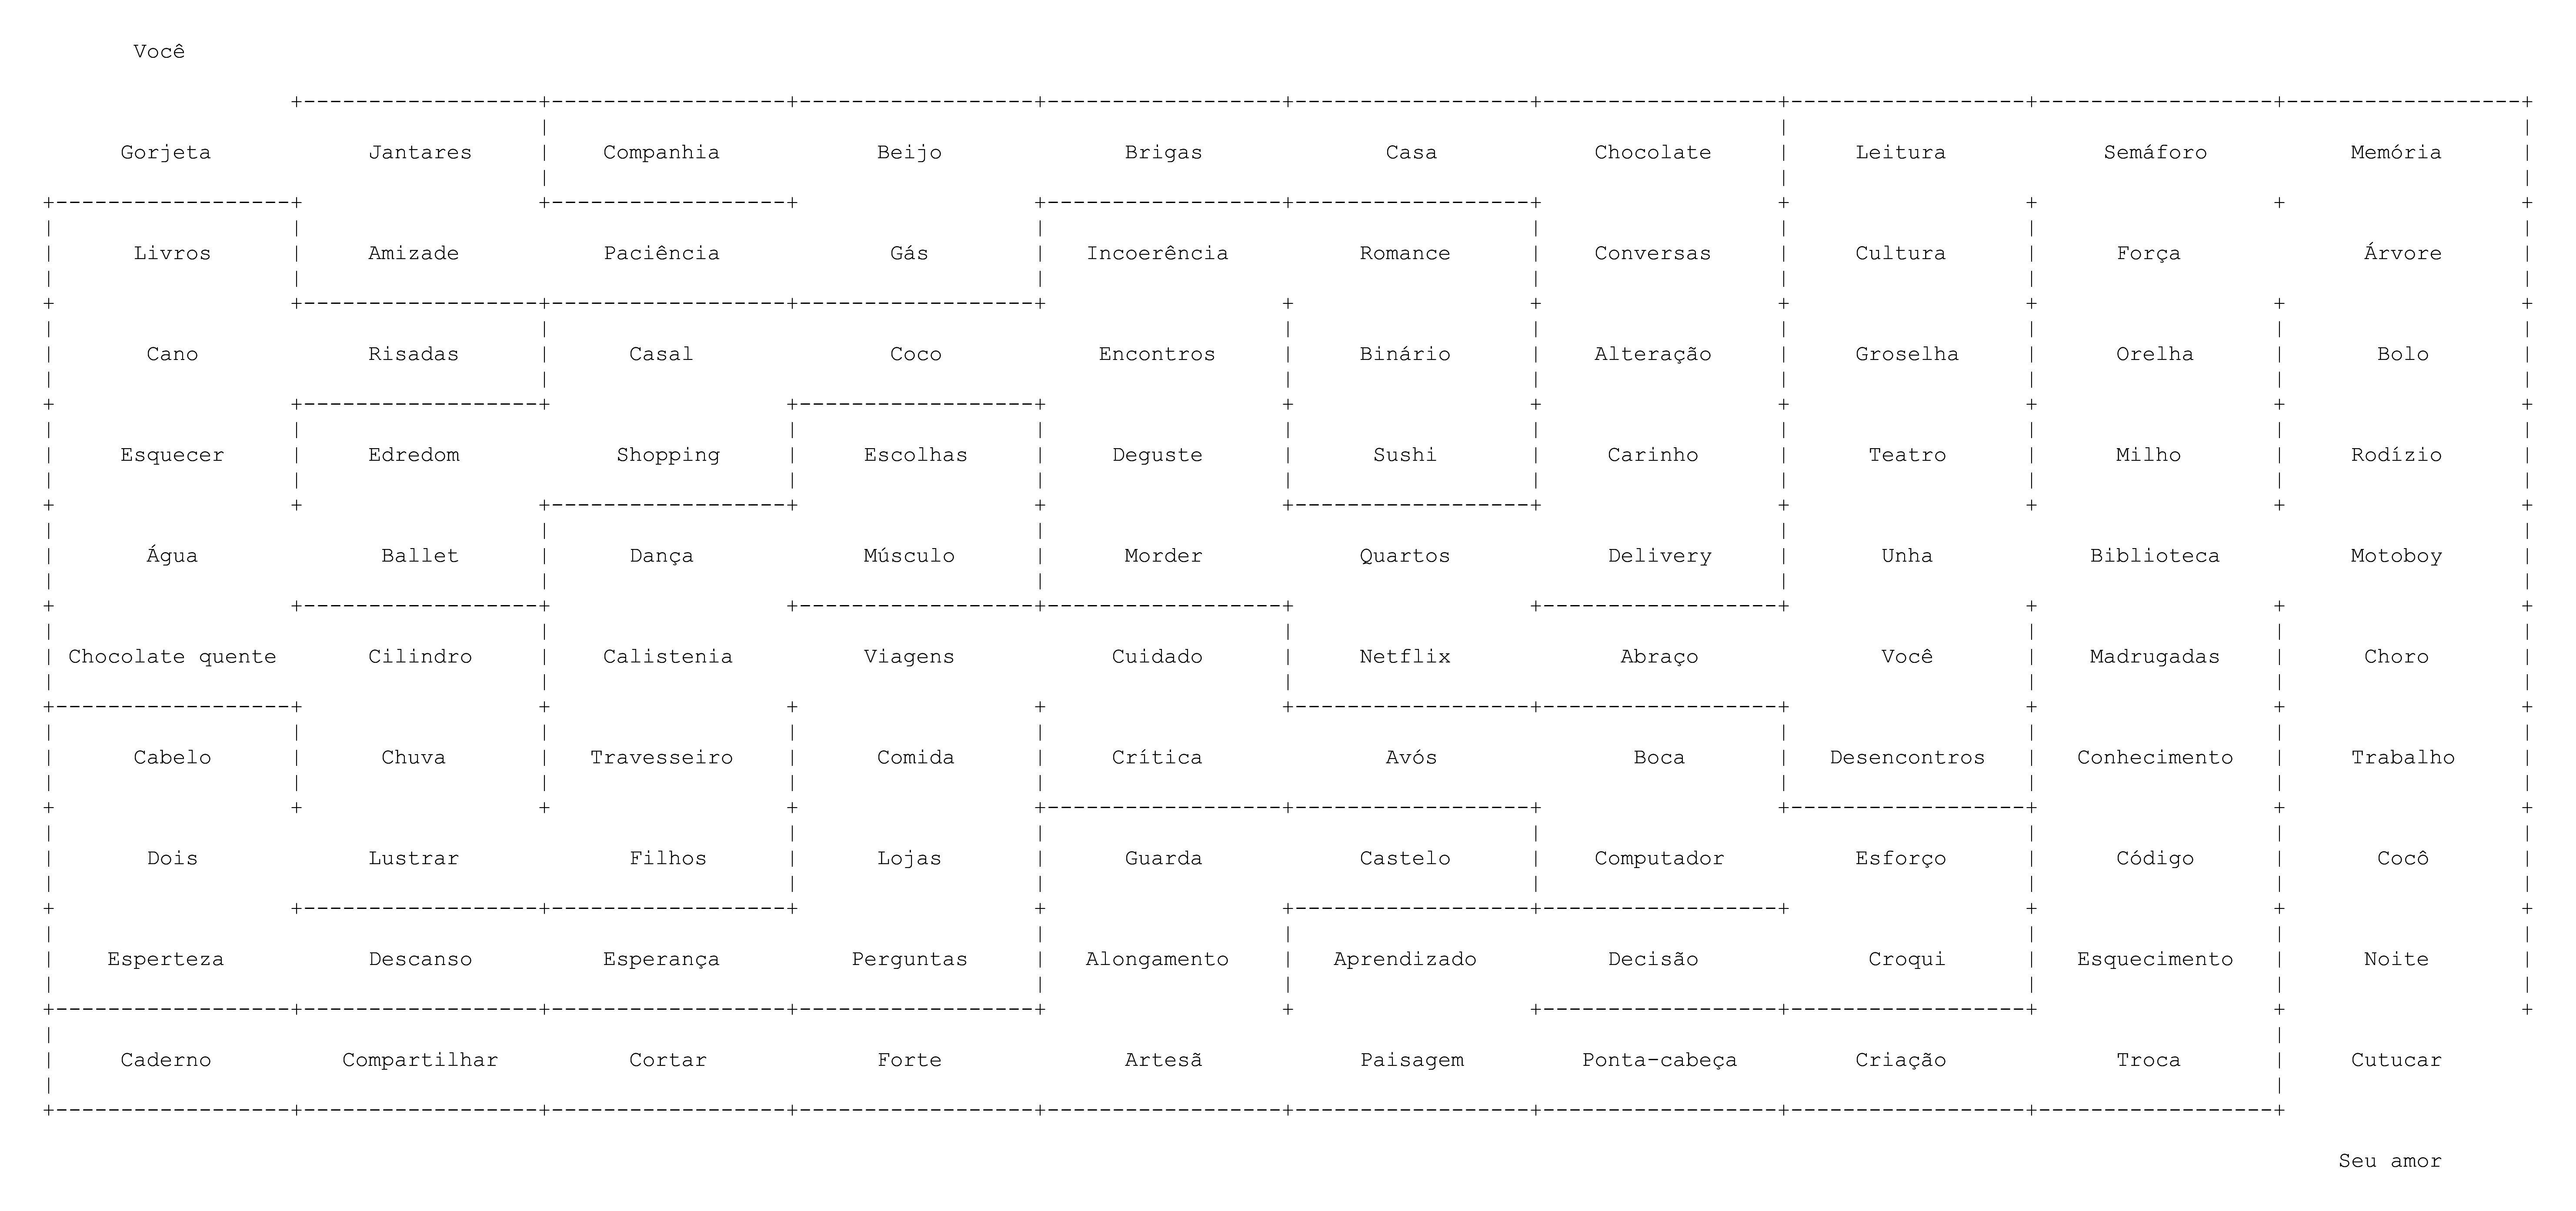 Você
Gorjeta Jantares Companhia Beijo Brigas Casa Chocolate Leitura Semáforo Memória
Livros Amizade Paciência Gás Incoerência Romance Conversas Cultura Força Árvore
Cano Risadas Casal Coco Encontros Binário Alteração Groselha Orelha Bolo
Esquecer Edredom Shopping Escolhas Deguste Sushi Carinho Teatro Milho Rodízio
Água Ballet Dança Músculo Morder Quartos Delivery Unha Biblioteca Motoboy
Chocolate quente Cilindro Calistenia Viagens Cuidado Netflix Abraço Você Madrugadas Choro
Cabelo Chuva Travesseiro Comida Crítica Avós Boca Desencontros Conhecimento Trabalho
Dois Lustrar Filhos Lojas Guarda Castelo Computador Esforço Código Cocô
Esperteza Descanso Esperança Perguntas Alongamento Aprendizado Decisão Croqui Esquecimento Noite
Caderno Compartilhar Cortar Forte Artesã Paisagem Ponta-cabeça Criação Troca Cutucar
Seu amor